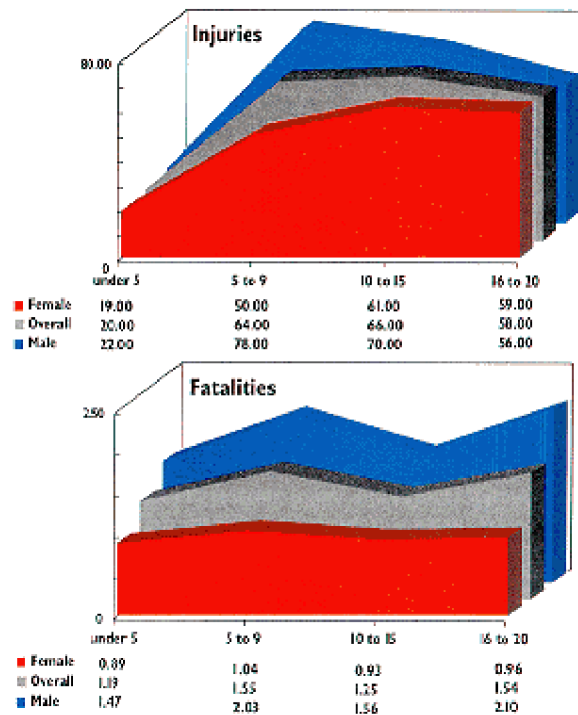 Injuries
80.00
0
under 5 5 to 9 10 to 15 16 to 20
Female 19.00 50.00 61.00 59.00
Overall 20.00 64.00 66.00 58.00
Male 22.00 78.00 70.00 56.00
Fatalities
250
0
under 5 5 to 9 10 to 15 16 to 20
Female 0.89 1.04 0.93 0.96
Overall 1.19 1.55 1.25 1.54
Male 1.47 2.03 1.56 2.10